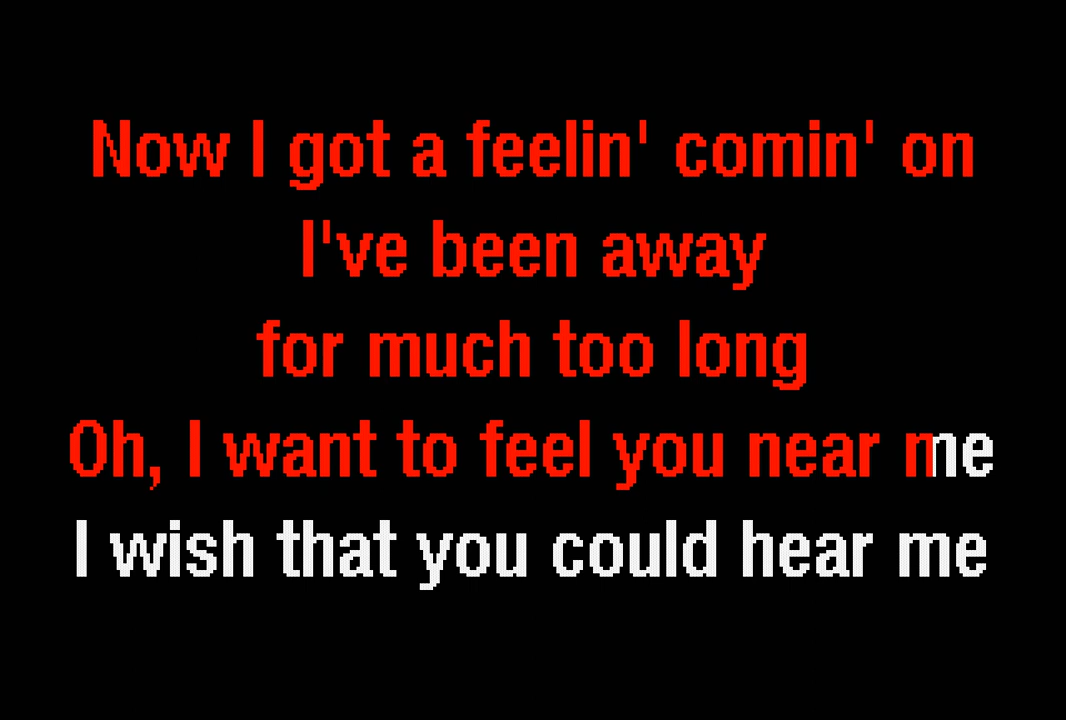 Now I got a feelin' comin' on
I've been away
for much too long
Oh, I want to feel you near me
I wish that you could hear me